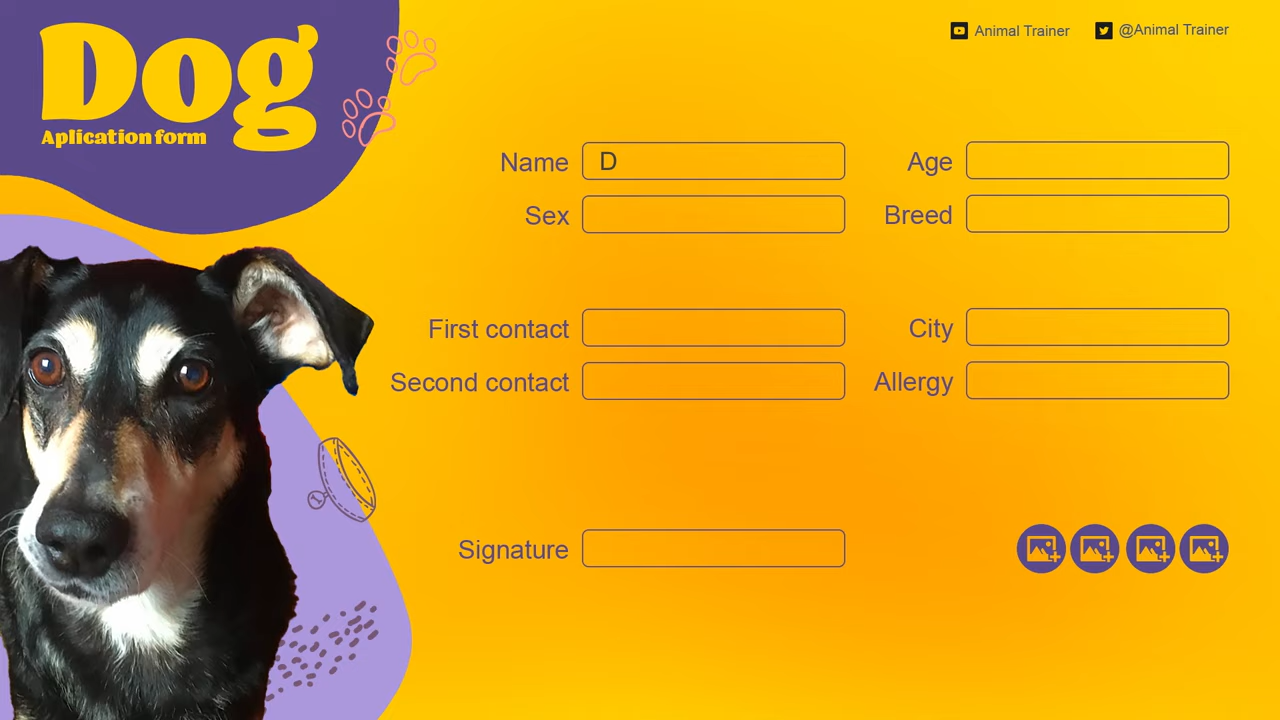 Dog
Aplication form
Animal Trainer
@Animal Trainer
Name
D
Age
Sex
Breed
First contact
City
Second contact
Allergy
Signature